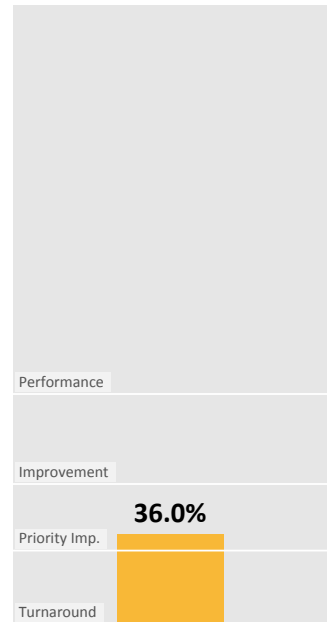 Performance
Improvement
36.0%
Priority Imp.
Turnaround